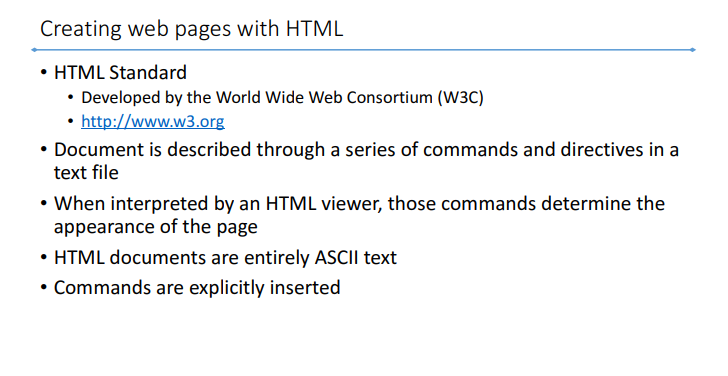 Creating web pages with HTML
• HTML Standard
• Developed by the World Wide Web Consortium (W3C)
• http://www.w3.org
• Document is described through a series of commands and directives in a
text file
• When interpreted by an HTML viewer, those commands determine the
appearance of the page
• HTML documents are entirely ASCII text
• Commands are explicitly inserted